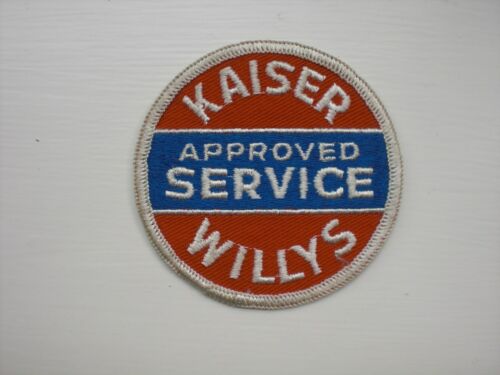 KAISER
APPROVED
SERVICE
WILLYS